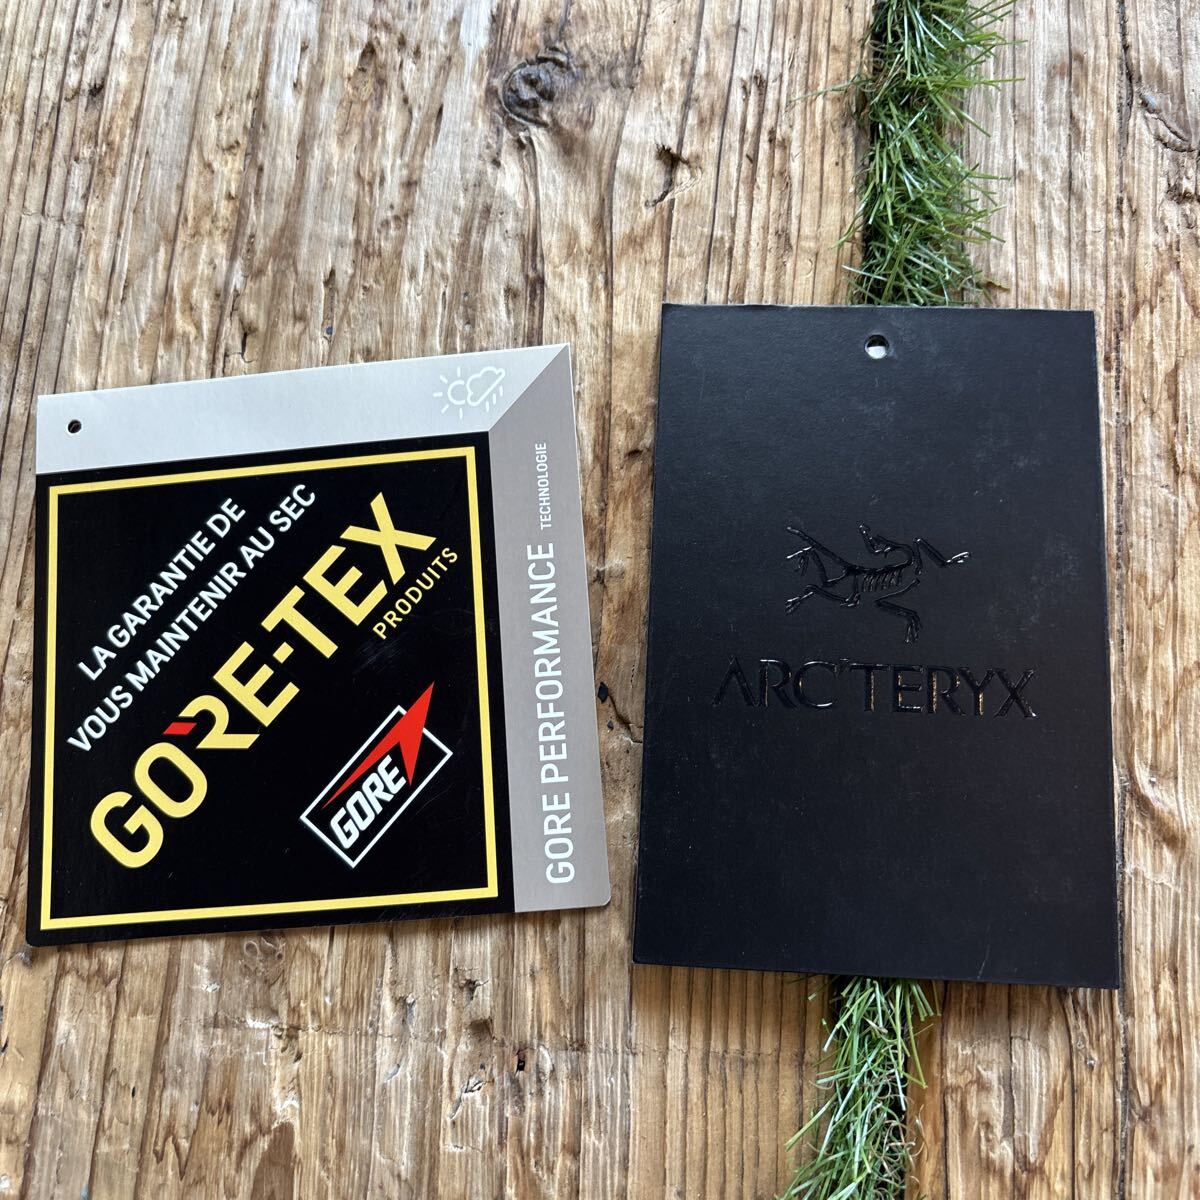 LA GARANTIE DE
VOUS MAINTENIR AU SEC
GORE-TEX
PRODUITS
GORE
GORE PERFORMANCE TECHNOLOGIE
ARC'TERYX